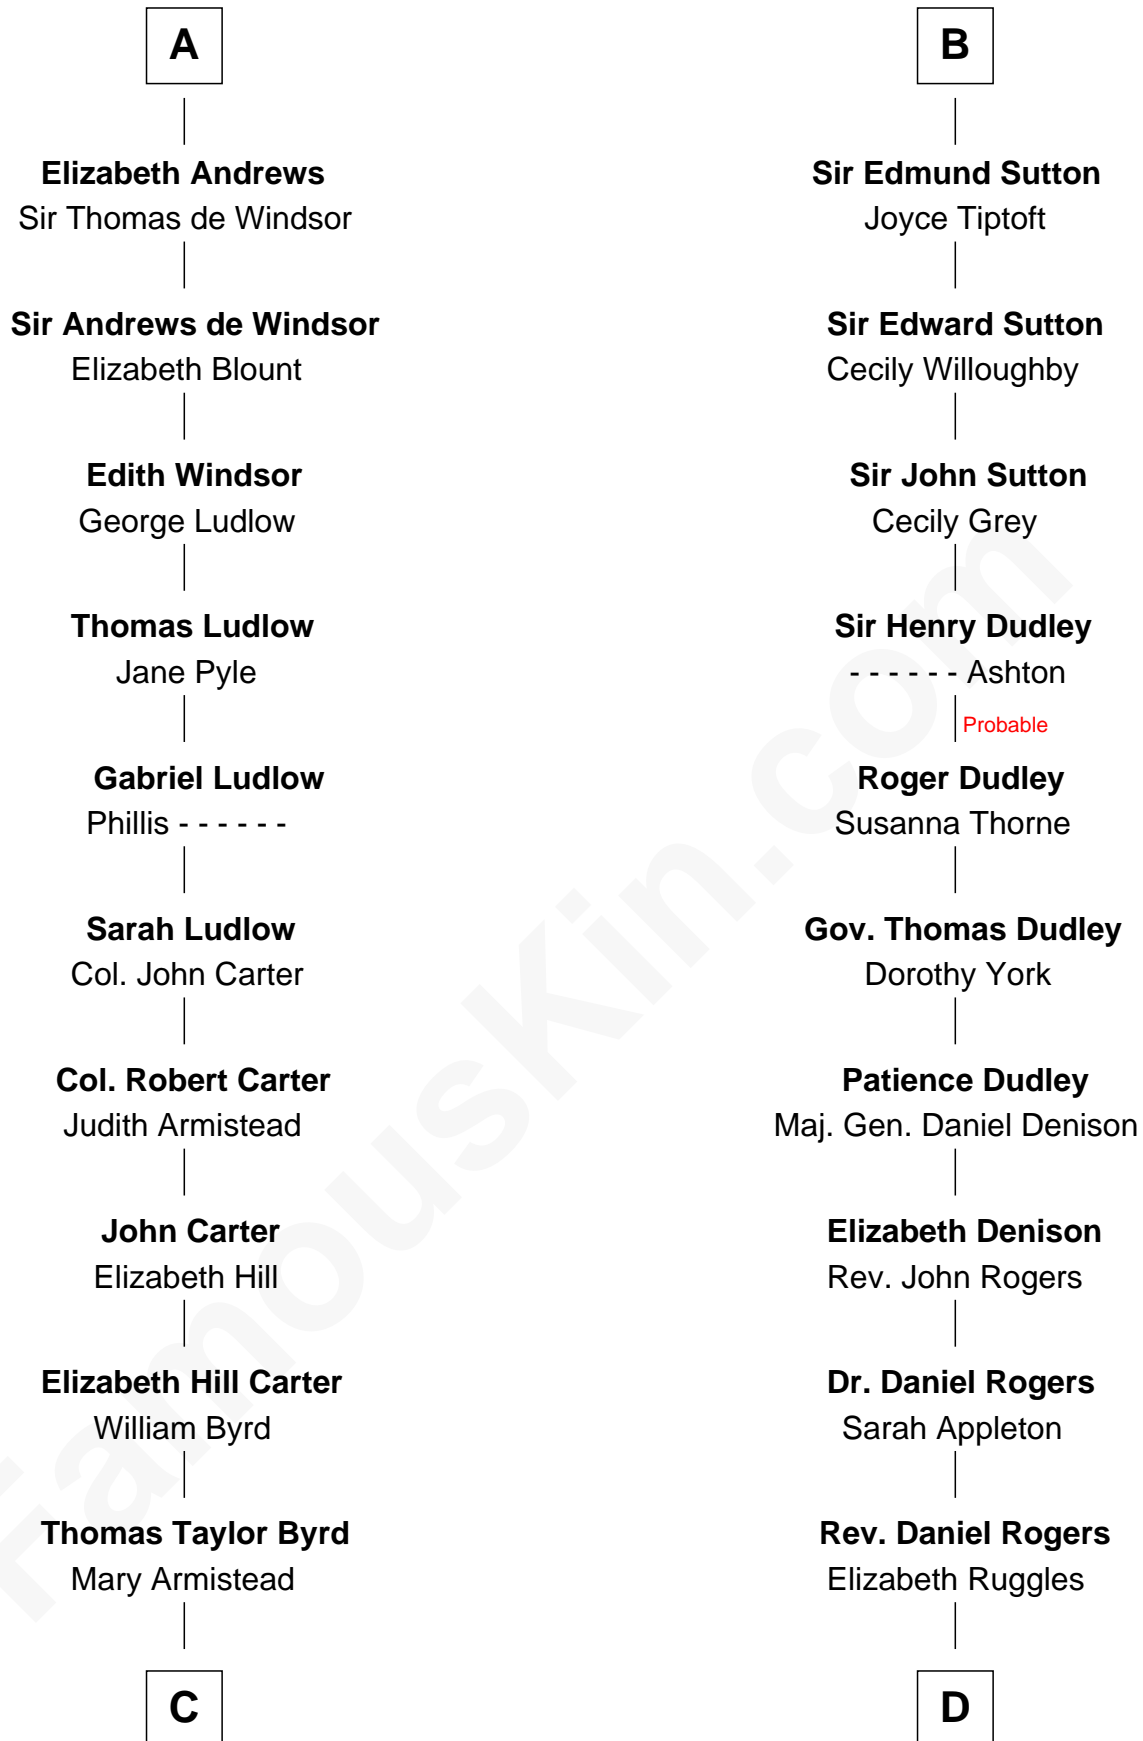 A
Elizabeth Andrews
Sir Thomas de Windsor
Sir Andrews de Windsor
Elizabeth Blount
Edith Windsor
George Ludlow
Thomas Ludlow
Jane Pyle
Gabriel Ludlow
Phillis - - - - - -
Sarah Ludlow
Col. John Carter
Col. Robert Carter
Judith Armistead
John Carter
Elizabeth Hill
Elizabeth Hill Carter
William Byrd
Thomas Taylor Byrd
Mary Armistead
C
B
Sir Edmund Sutton
Joyce Tiptoft
Sir Edward Sutton
Cecily Willoughby
Sir John Sutton
Cecily Grey
Sir Henry Dudley
- - - - - - Ashton
Probable
Roger Dudley
Susanna Thorne
Gov. Thomas Dudley
Dorothy York
Patience Dudley
Maj. Gen. Daniel Denison
Elizabeth Denison
Rev. John Rogers
Dr. Daniel Rogers
Sarah Appleton
Rev. Daniel Rogers
Elizabeth Ruggles
D
FamousKin.com